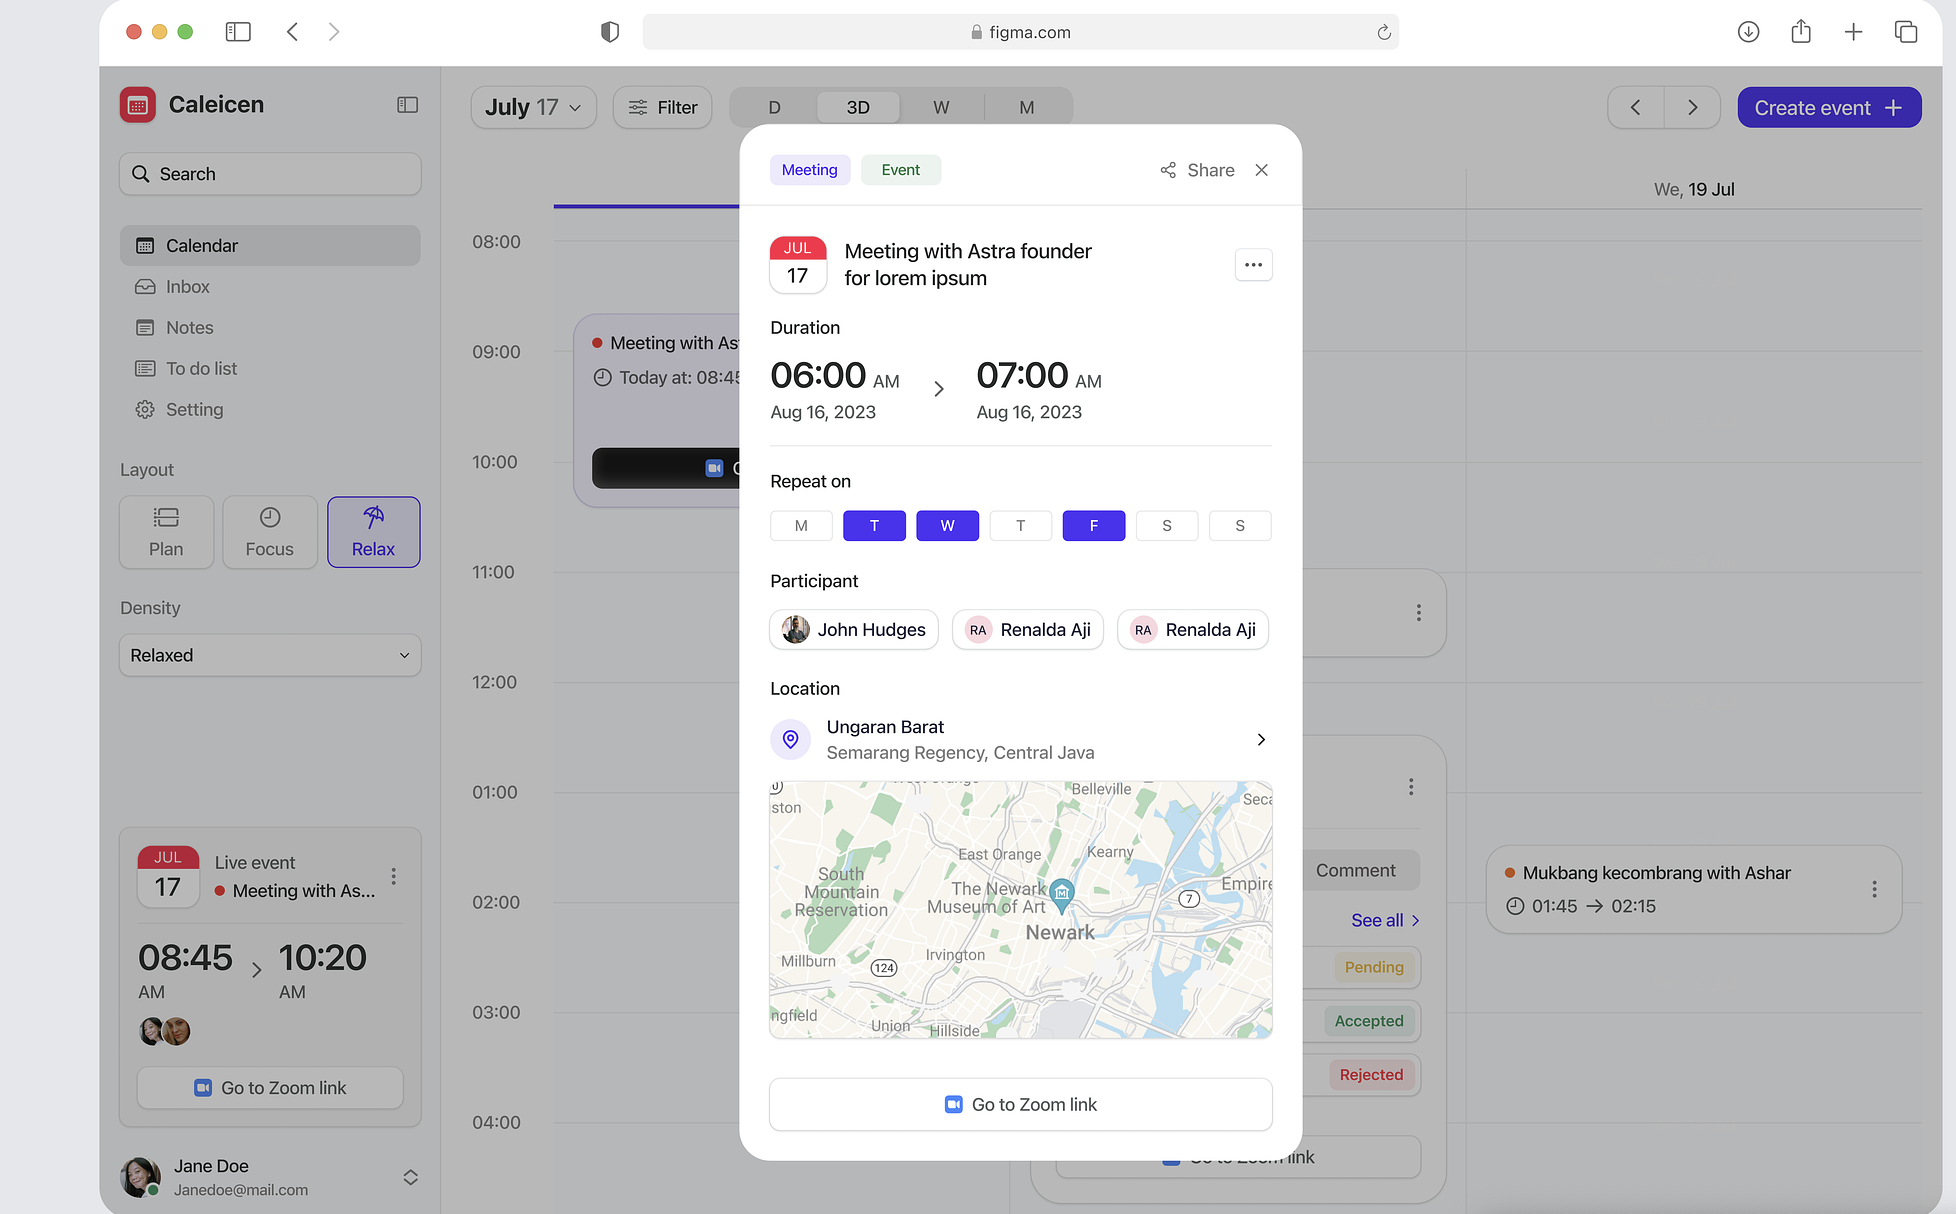 figma.com
Caleicen
Search
Calendar
Inbox
Notes
To do list
Setting
Layout
Plan
Focus
Relax
Density
Relaxed
JUL
17
Live event
Meeting with As...
08:45
10:20
AM
AM
Go to Zoom link
Jane Doe
Janedoe@mail.com
July 17
Filter
D
3D
W
M
Create event
We, 19 Jul
08:00
09:00
10:00
11:00
12:00
01:00
02:00
03:00
04:00
Meeting with As
Today at: 08:45
Meeting
Event
Share
JUL
17
Meeting with Astra founder
for lorem ipsum
Duration
06:00 AM
07:00 AM
Aug 16, 2023
Aug 16, 2023
Repeat on
M
T
W
T
F
S
S
Participant
John Hudges
RA
Renalda Aji
RA
Renalda Aji
Location
Ungaran Barat
Semarang Regency, Central Java
Belleville
ston
Seca
East Orange
Kearny
South
Mountain
Reservation
The Newark
Museum of Art
7
Empire
Newark
Millburn
124
Irvington
ngfield
Union
Hillside
Go to Zoom link
Comment
See all
Pending
Accepted
Rejected
Mukbang kecombrang with Ashar
01:45 → 02:15